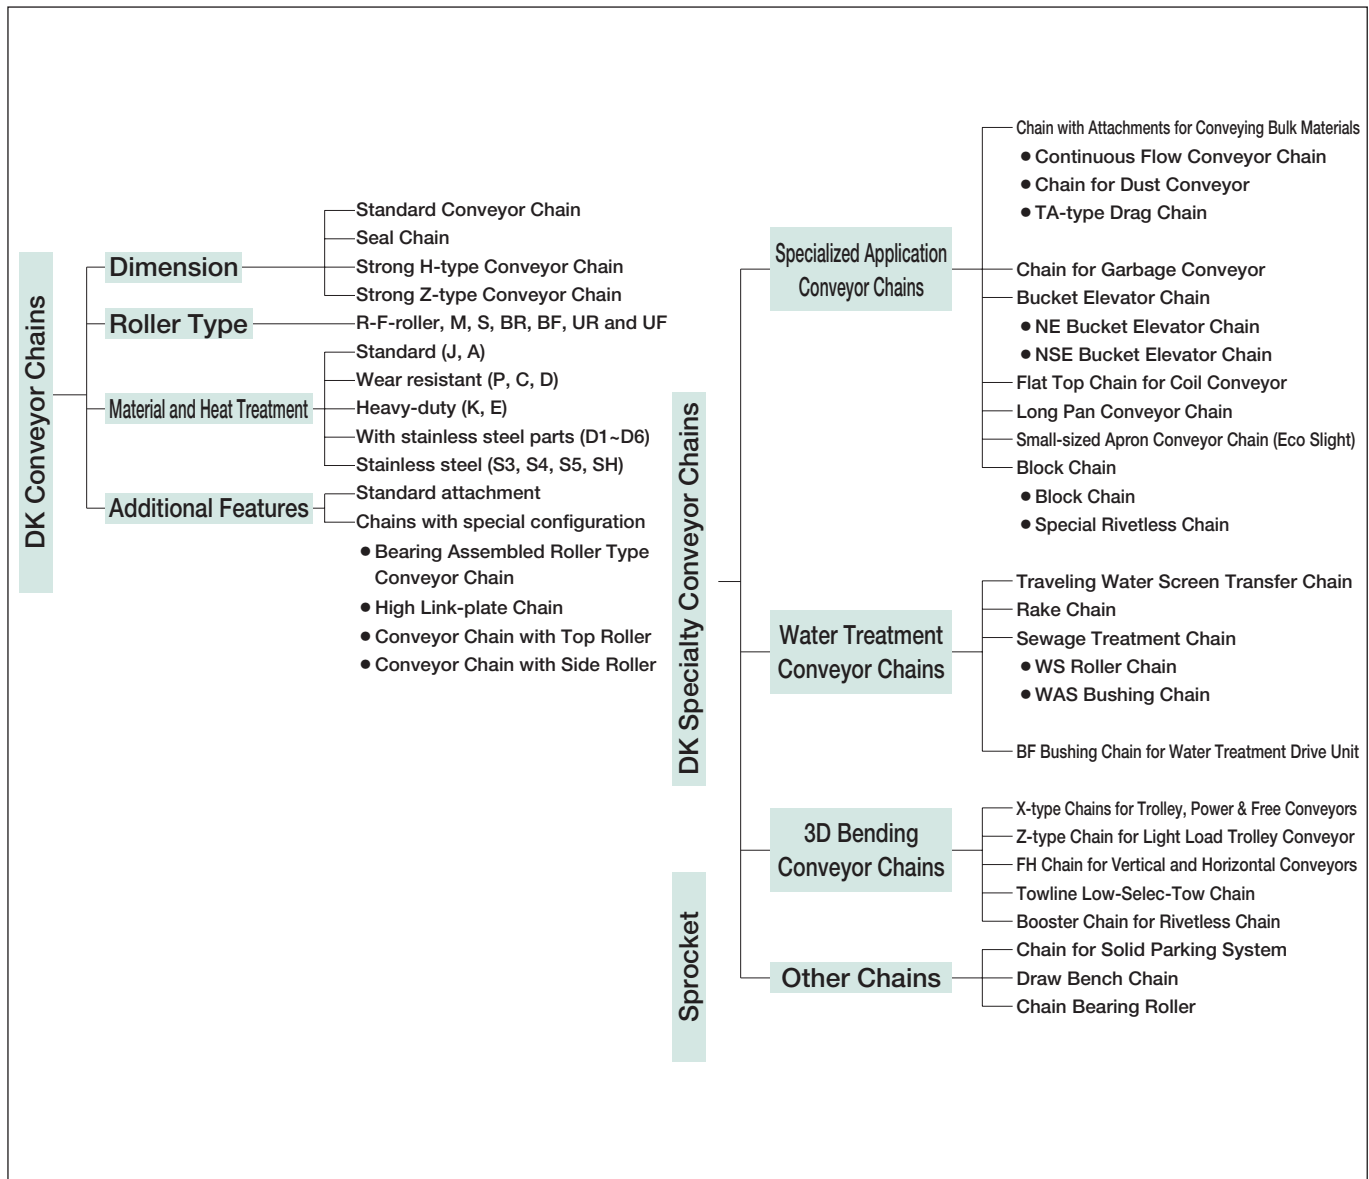 DK Conveyor Chains
Dimension
Standard Conveyor Chain
Seal Chain
Strong H-type Conveyor Chain
Strong Z-type Conveyor Chain
Roller Type
R-F-roller, M, S, BR, BF, UR and UF
Material and Heat Treatment
Standard (J, A)
Wear resistant (P, C, D)
Heavy-duty (K, E)
With stainless steel parts (D1~D6)
Stainless steel (S3, S4, S5, SH)
Additional Features
Standard attachment
Chains with special configuration
● Bearing Assembled Roller Type
Conveyor Chain
● High Link-plate Chain
● Conveyor Chain with Top Roller
● Conveyor Chain with Side Roller
DK Specialty Conveyor Chains
Specialized Application
Conveyor Chains
Chain with Attachments for Conveying Bulk Materials
● Continuous Flow Conveyor Chain
● Chain for Dust Conveyor
● TA-type Drag Chain
Chain for Garbage Conveyor
Bucket Elevator Chain
● NE Bucket Elevator Chain
● NSE Bucket Elevator Chain
Flat Top Chain for Coil Conveyor
Long Pan Conveyor Chain
Small-sized Apron Conveyor Chain (Eco Slight)
Block Chain
● Block Chain
● Special Rivetless Chain
Water Treatment
Conveyor Chains
Traveling Water Screen Transfer Chain
Rake Chain
Sewage Treatment Chain
● WS Roller Chain
● WAS Bushing Chain
BF Bushing Chain for Water Treatment Drive Unit
3D Bending
Conveyor Chains
X-type Chains for Trolley, Power & Free Conveyors
Z-type Chain for Light Load Trolley Conveyor
FH Chain for Vertical and Horizontal Conveyors
Towline Low-Selec-Tow Chain
Booster Chain for Rivetless Chain
Other Chains
Chain for Solid Parking System
Draw Bench Chain
Chain Bearing Roller
Sprocket